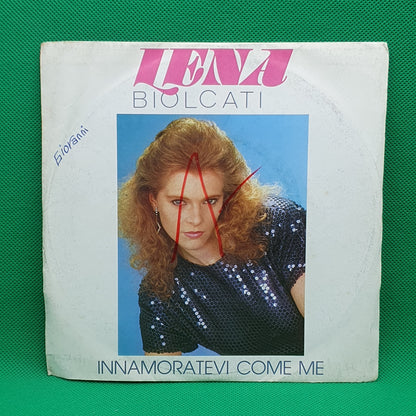 LENA
BIOLCATI
Giovanni
INNAMORATEVI COME ME